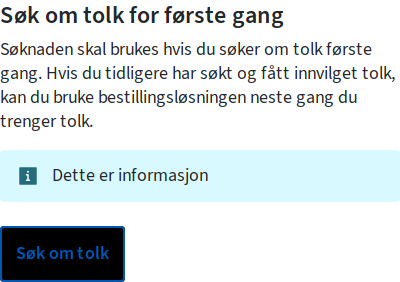 Søk om tolk for første gang
Søknaden skal brukes hvis du søker om tolk første
gang. Hvis du tidligere har søkt og fått innvilget tolk,
kan du bruke bestillingsløsningen neste gang du
trenger tolk.
Dette er informasjon
Søk om tolk